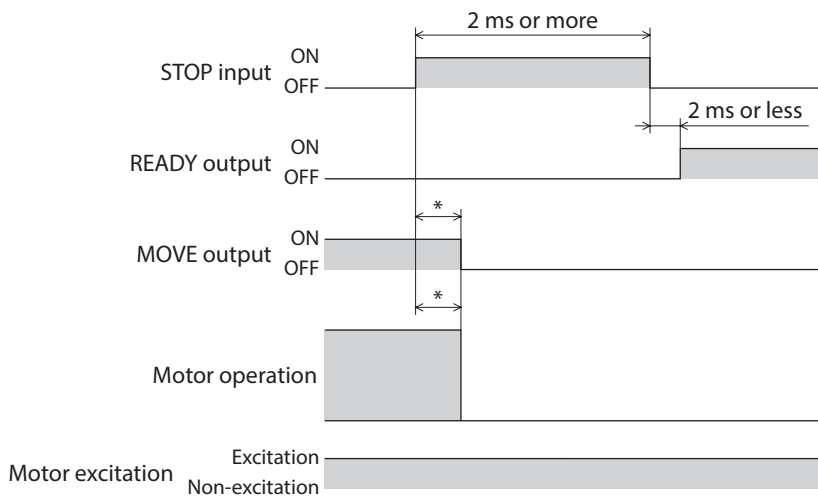 2 ms or more
STOP input
ON
OFF
2 ms or less
READY output
ON
OFF
*
MOVE output
ON
OFF
*
Motor operation
Motor excitation
Excitation
Non-excitation